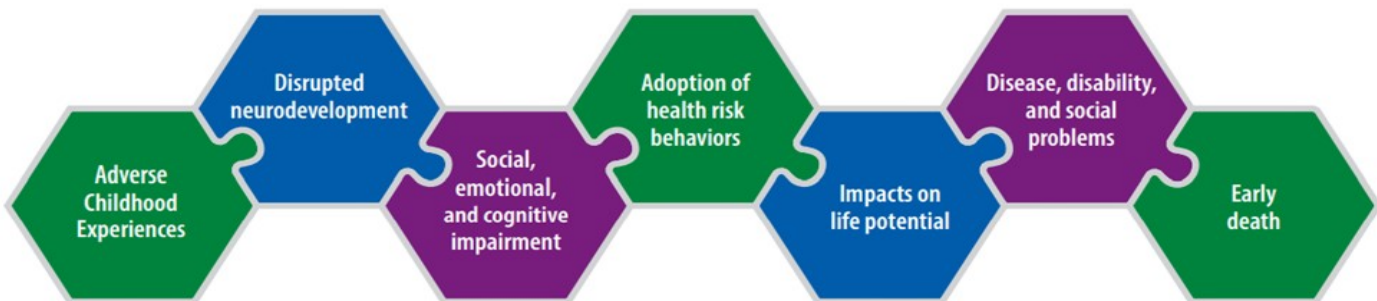 Adverse
Childhood
Experiences
Disrupted
neurodevelopment
Social,
emotional,
and cognitive
impairment
Adoption of
health risk
behaviors
Impacts on
life potential
Disease, disability,
and social
problems
Early
death